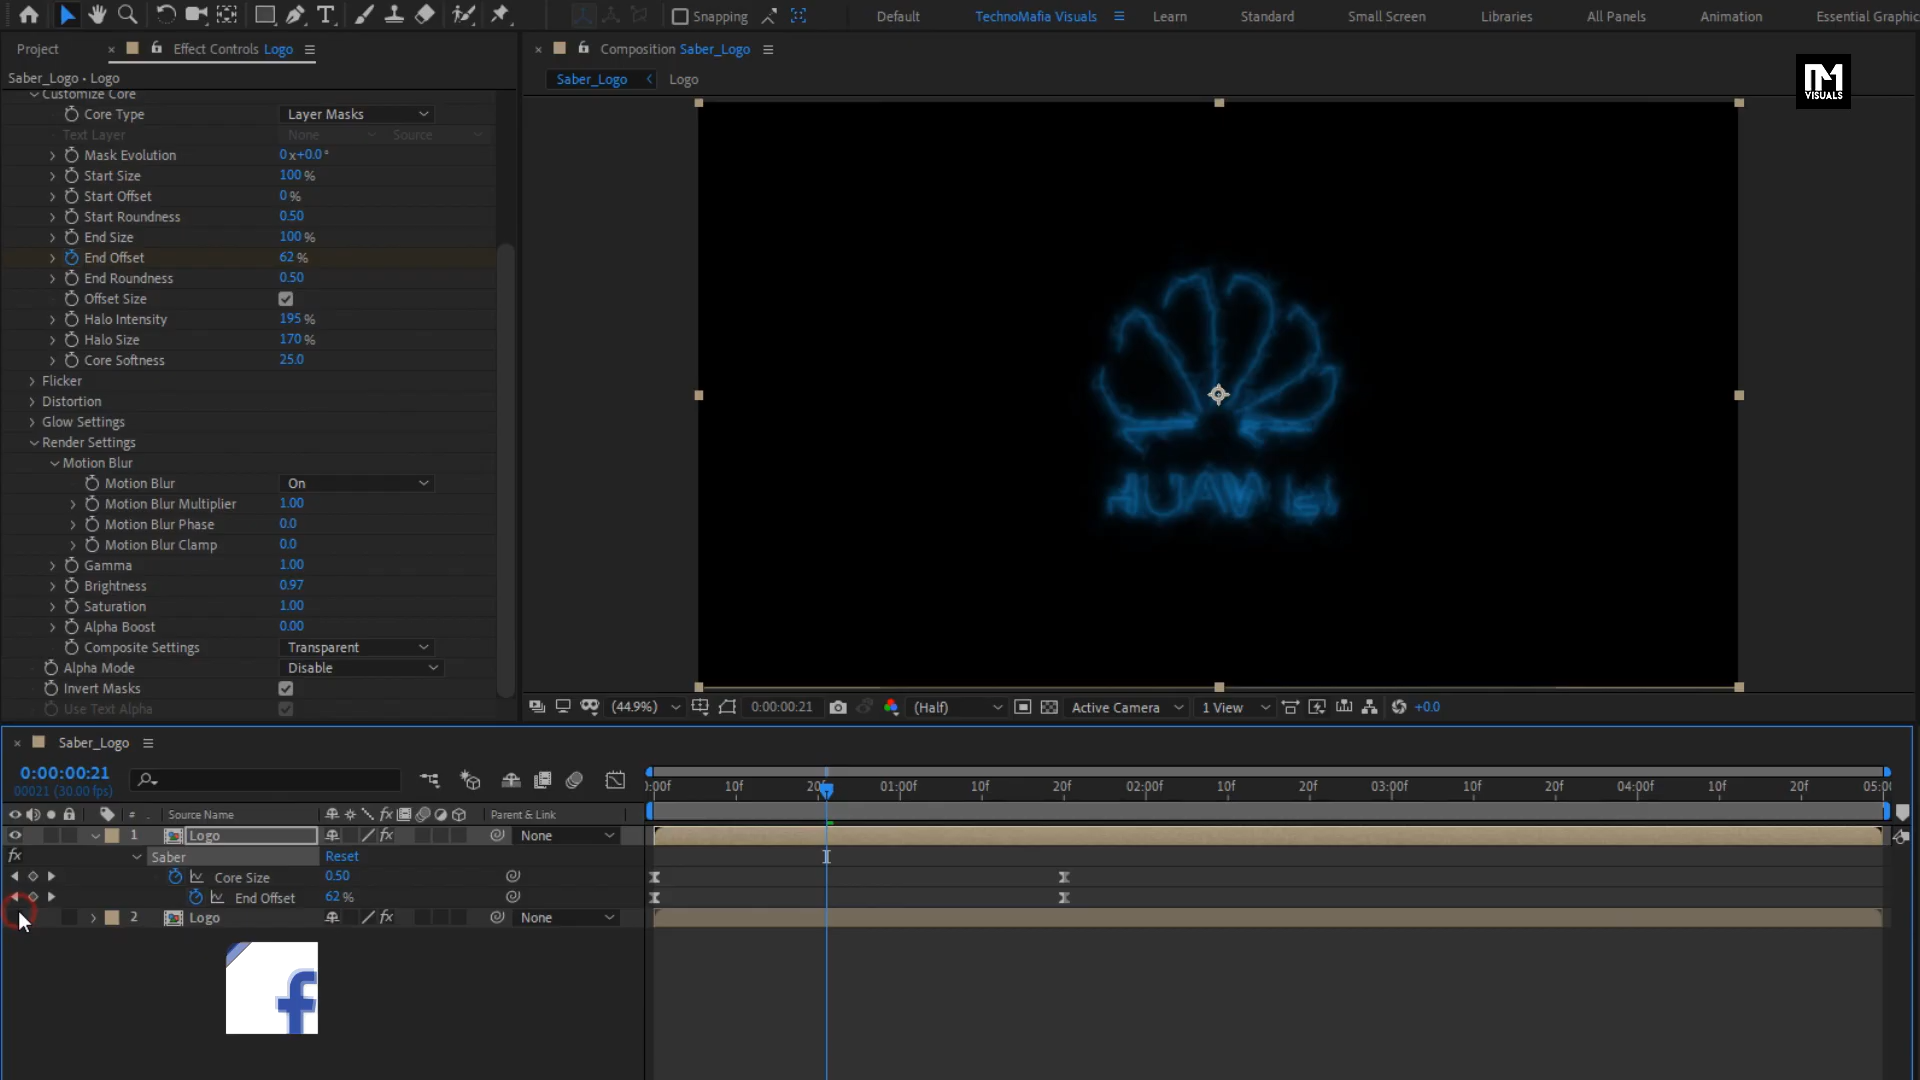 Snapping
Default
TechnoMafia Visuals
Learn
Standard
Small Screen
Libraries
All Panels
Animation
Essential Graphic
Project
Effect Controls Logo
Composition Saber_Logo
Saber_Logo • Logo
Saber_Logo
Logo
VISUALS
Customize Core
Core Type Layer Masks
Text Layer None Source
Mask Evolution 0x+0.0°
Start Size 100 %
Start Offset 0 %
Start Roundness 0.50
End Size 100 %
End Offset 62 %
End Roundness 0.50
Offset Size
Halo Intensity 195 %
Halo Size 170 %
Core Softness 25.0
Flicker
Distortion
Glow Settings
Render Settings
Motion Blur
Motion Blur On
Motion Blur Multiplier 1.00
Motion Blur Phase 0.0
Motion Blur Clamp 0.0
Gamma 1.00
Brightness 0.97
Saturation 1.00
Alpha Boost 0.00
Composite Settings Transparent
Alpha Mode Disable
Invert Masks
Use Text Alpha
(44.9%)
0:00:00:21
(Half)
Active Camera
1 View
+0.0
Saber_Logo
0:00:00:21
00021 (30.00 fps)
:00f 10f 20f 01:00f 10f 20f 02:00f 10f 20f 03:00f 10f 20f 04:00f 10f 20f 05:00
# Source Name Parent & Link
1 Logo None
fx Saber Reset
Core Size 0.50
End Offset 62 %
2 Logo None
f